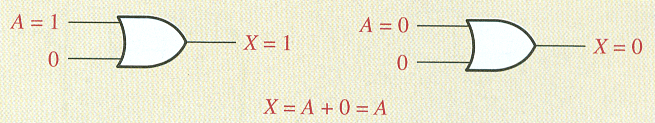 A = 1
0
X = 1
A = 0
0
X = 0
X = A + 0 = A